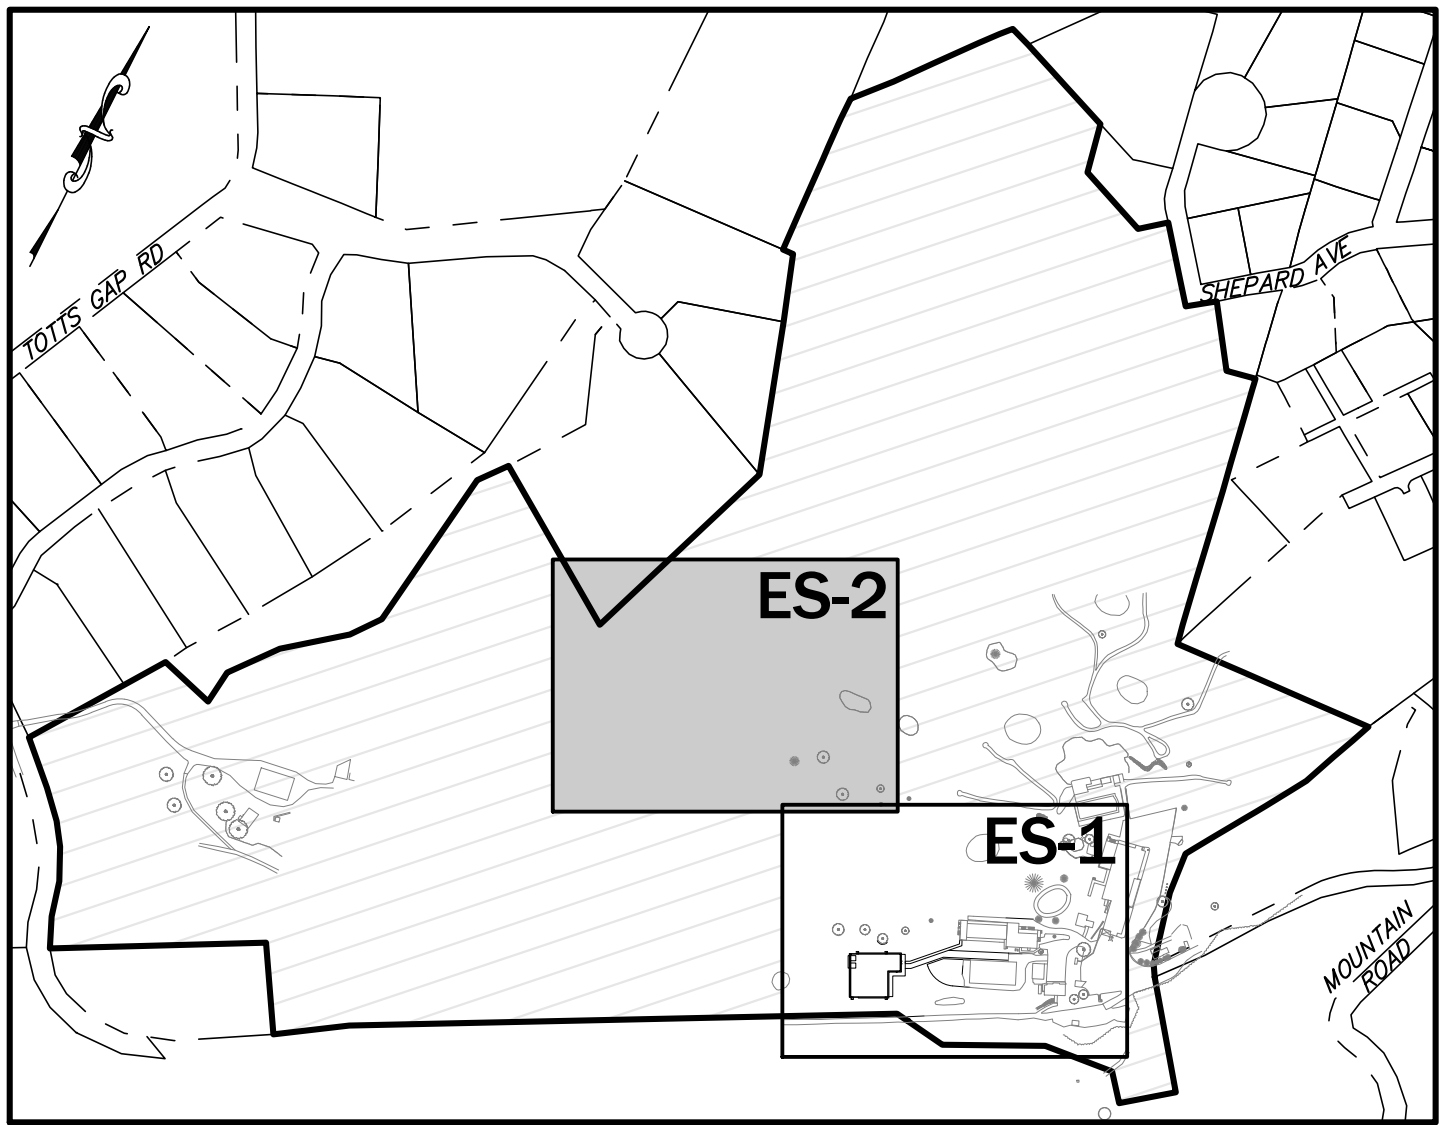 TOTTS GAP RD
SHEPARD AVE
ES-2
ES-1
MOUNTAIN
ROAD